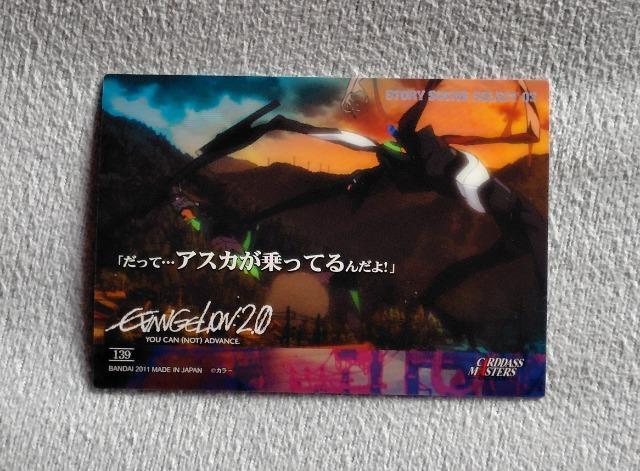 STORY SCENE SELECT 03
「だって…アスカが乗ってるんだよ!」
EVANGELION:2.0
YOU CAN (NOT) ADVANCE.
139
BANDAI 2011 MADE IN JAPAN ©カラー
CARDDASS
MASTERS